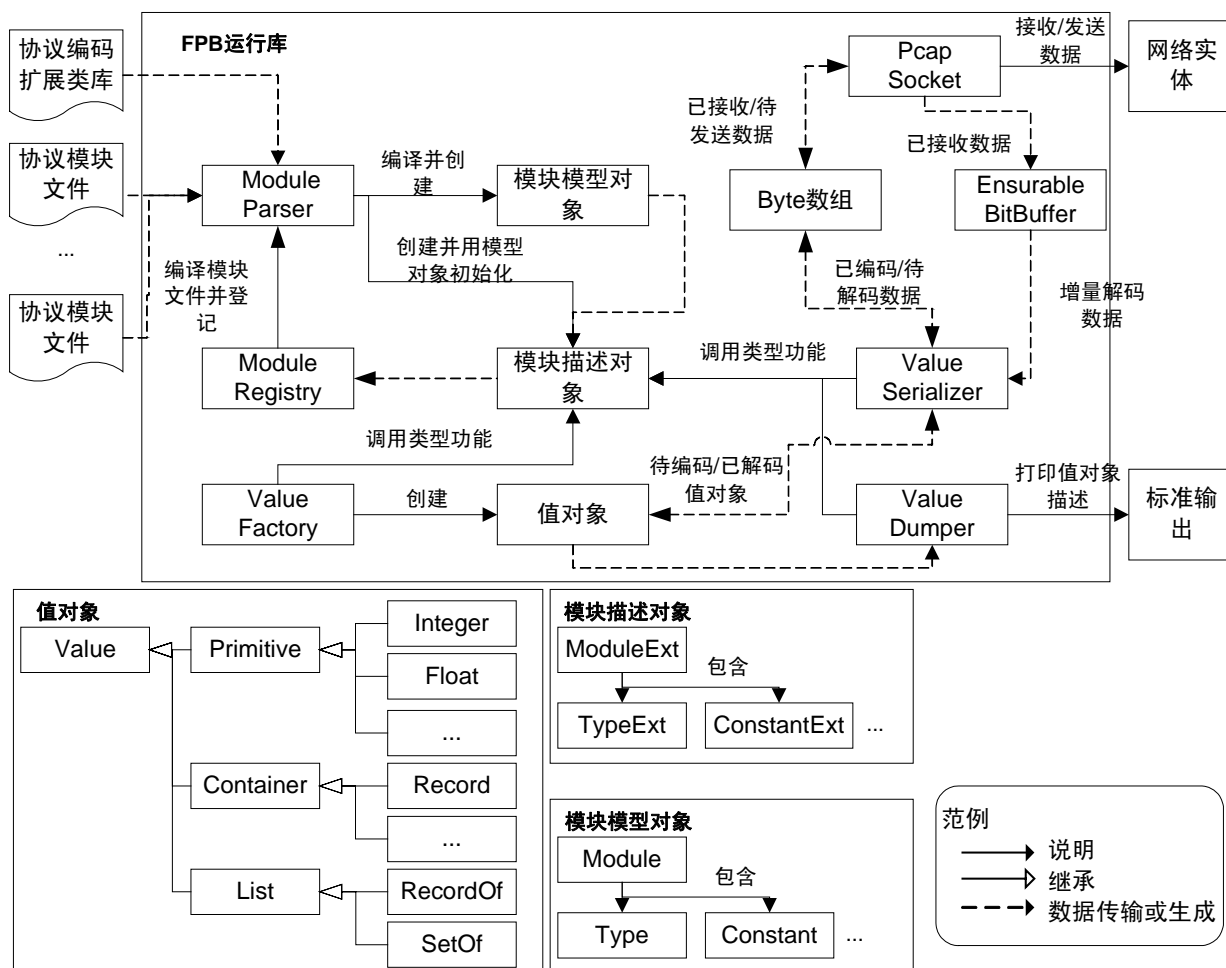 FPB运行库
协议编码
扩展类库
协议模块
文件
...
协议模块
文件
Module
Parser
编译并创
建
模块模型对
象
创建并用模型
对象初始化
编译模块
文件并登
记
Module
Registry
模块描述对
象
调用类型功能
Value
Factory
创建
值对象
Pcap
Socket
接收/发送
数据
网络实
体
已接收/待
发送数据
已接收数据
Byte数组
Ensurable
BitBuffer
已编码/待
解码数据
增量解码
数据
调用类型功能
Value
Serializer
待编码/已解码
值对象
Value
Dumper
打印值对象
描述
标准输
出
值对象
Value
Primitive
Integer
Float
...
Container
Record
...
List
RecordOf
SetOf
模块描述对象
ModuleExt
包含
TypeExt
ConstantExt
...
模块模型对象
Module
包含
Type
Constant
...
范例
说明
继承
数据传输或生成